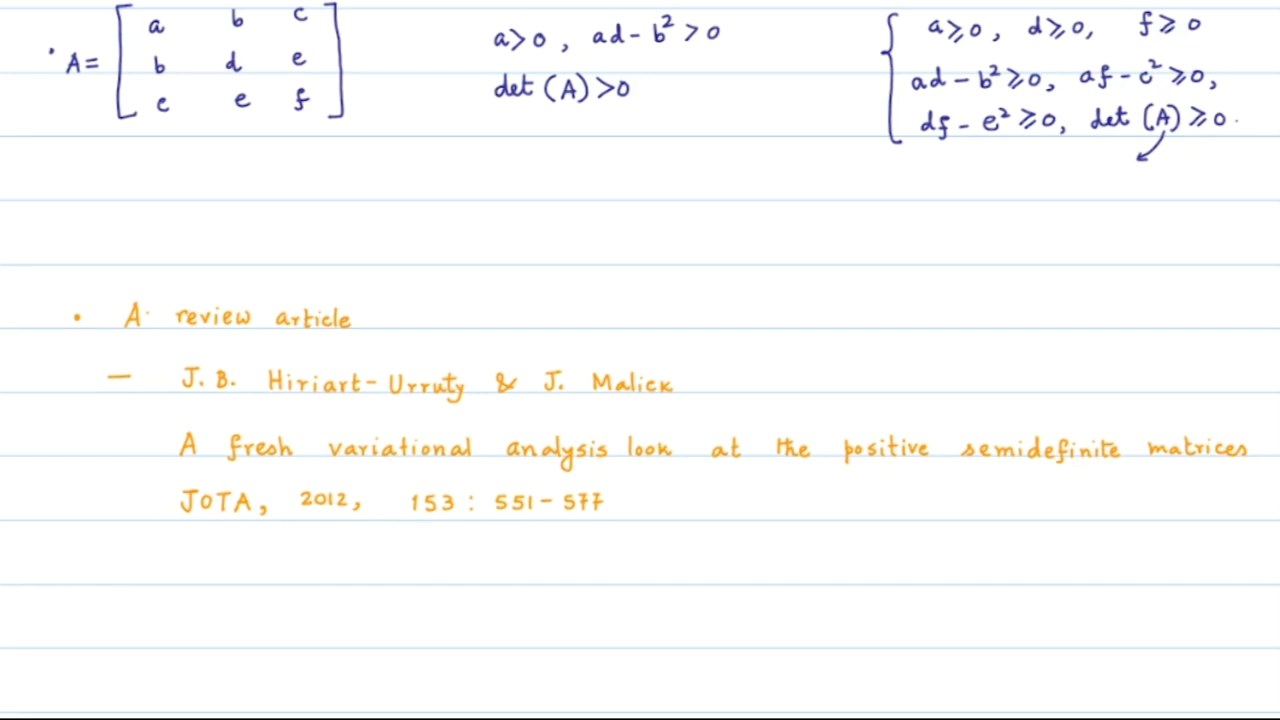 · A = [ a b c
b d e
c e f ]
a>0, ad-b²>0
det (A)>0
{ a⩾0, d⩾0, f⩾0
ad-b²⩾0, af-c²⩾0,
df-e²⩾0, det (A)⩾0.
· A review article
— J. B. Hiriart-Urruty & J. Malick
A fresh variational analysis look at the positive semidefinite matrices
JOTA, 2012, 153: 551-577